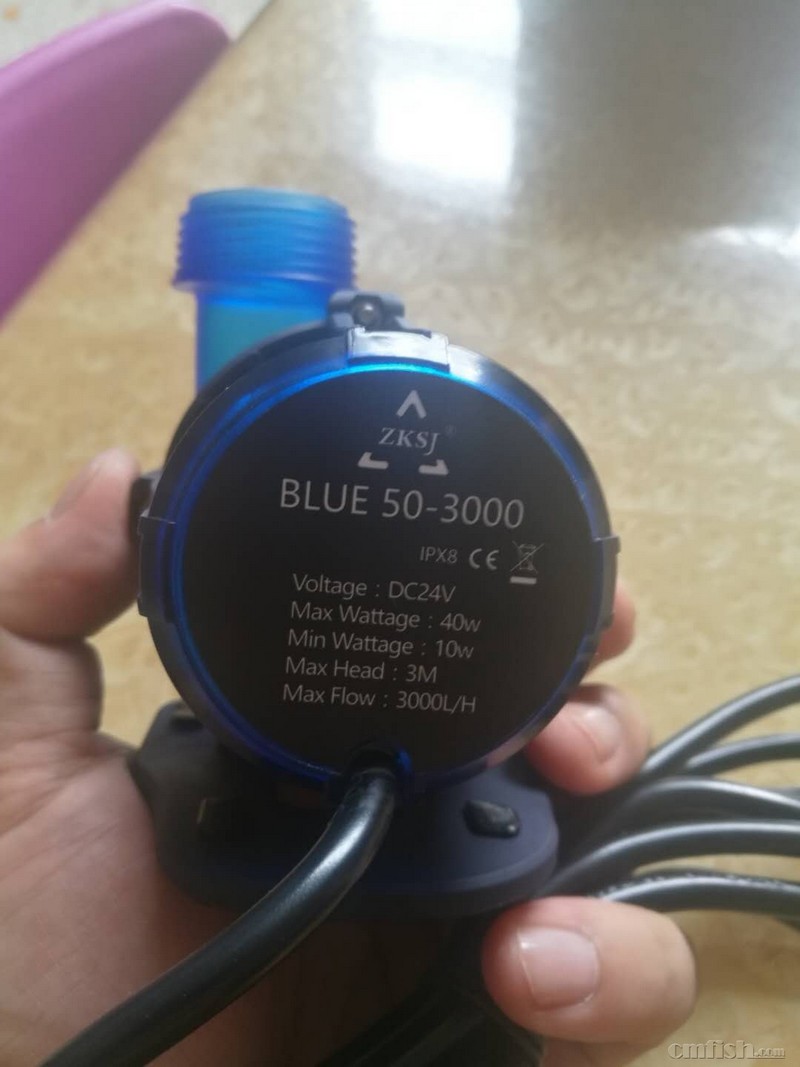 ZKSJ
BLUE 50-3000
IPX8 CE
Voltage : DC24V
Max Wattage : 40w
Min Wattage : 10w
Max Head : 3M
Max Flow : 3000L/H
cmfish.com